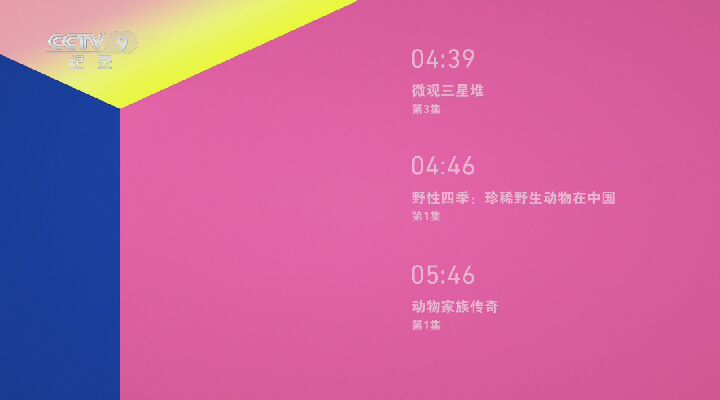 CCTV 9
纪录
04:39
微观三星堆
第3集
04:46
野性四季：珍稀野生动物在中国
第1集
05:46
动物家族传奇
第1集